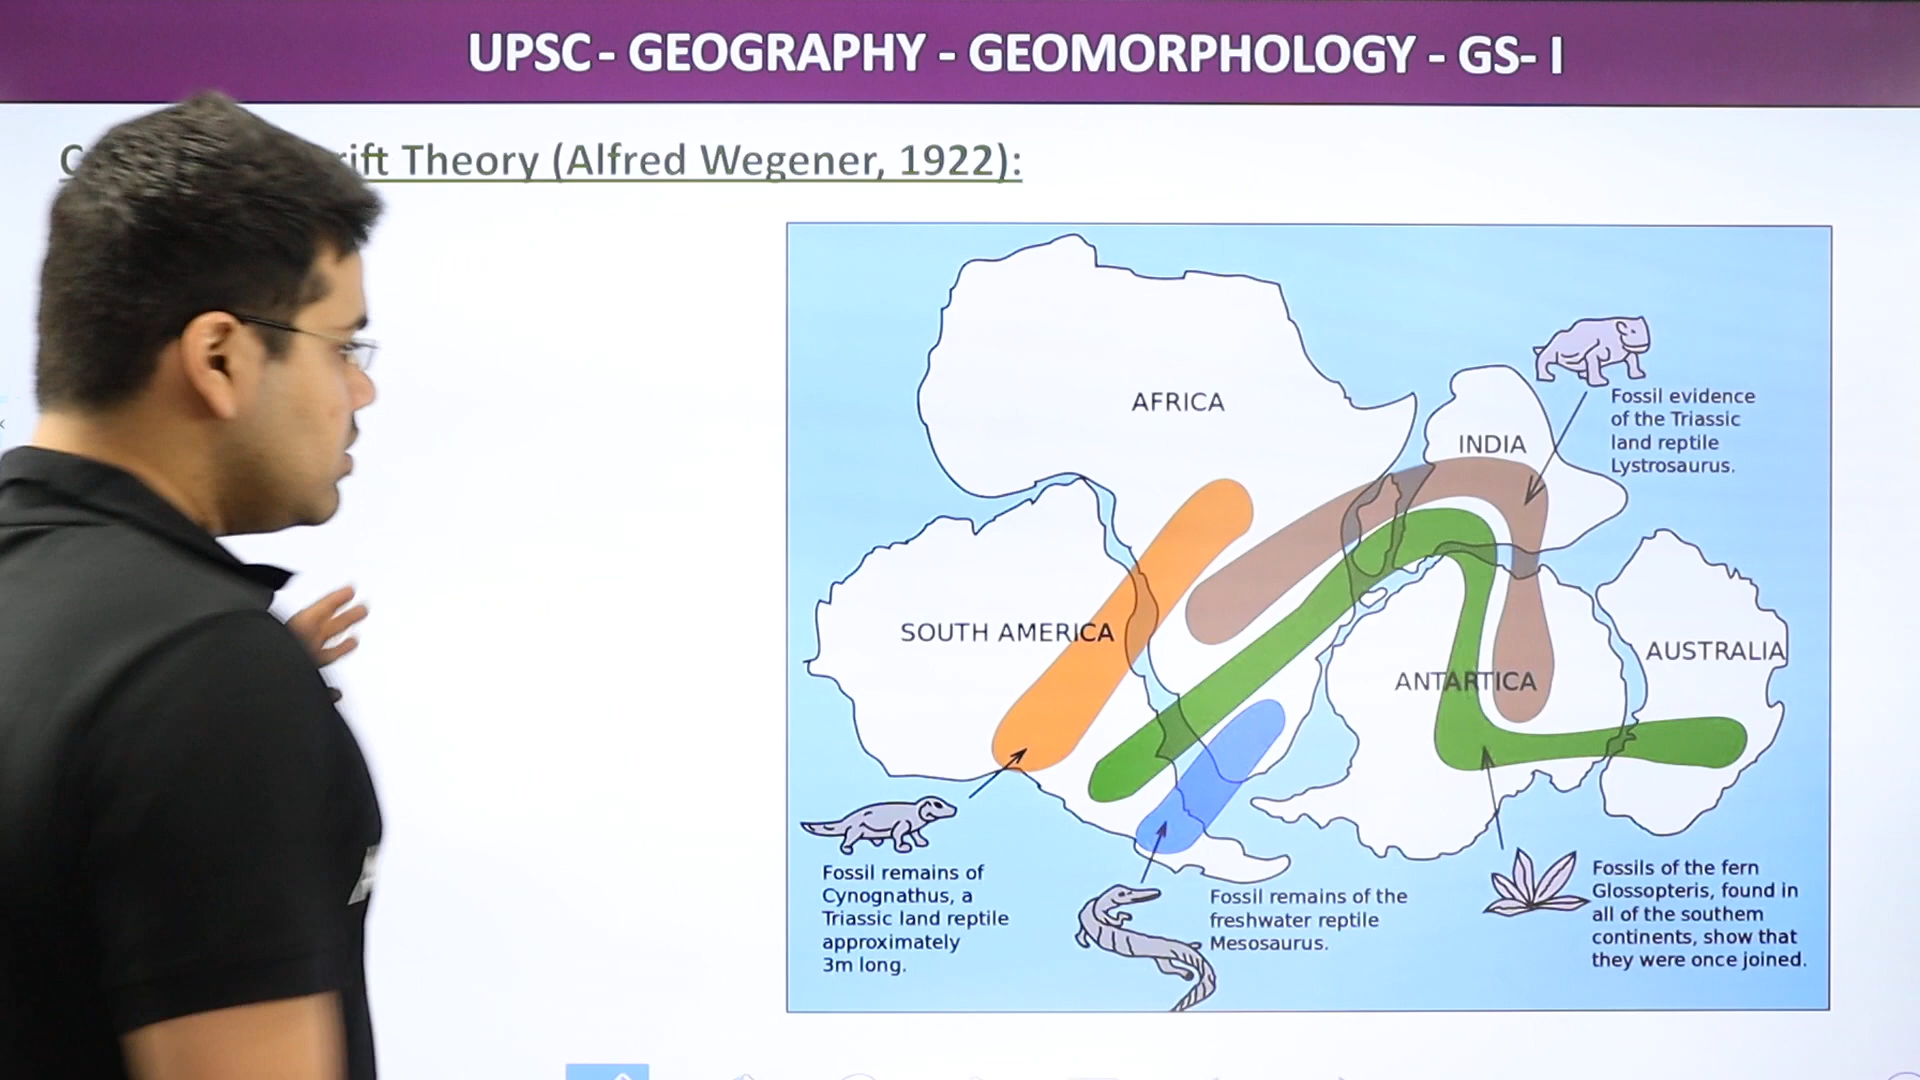 UPSC - GEOGRAPHY - GEOMORPHOLOGY - GS- I
Theory (Alfred Wegener, 1922):
AFRICA
INDIA
Fossil evidence
of the Triassic
land reptile
Lystrosaurus.
SOUTH AMERICA
ANTARTICA
AUSTRALIA
Fossil remains of
Cynognathus, a
Triassic land reptile
approximately
3m long.
Fossil remains of the
freshwater reptile
Mesosaurus.
Fossils of the fern
Glossopteris, found in
all of the southern
continents, show that
they were once joined.